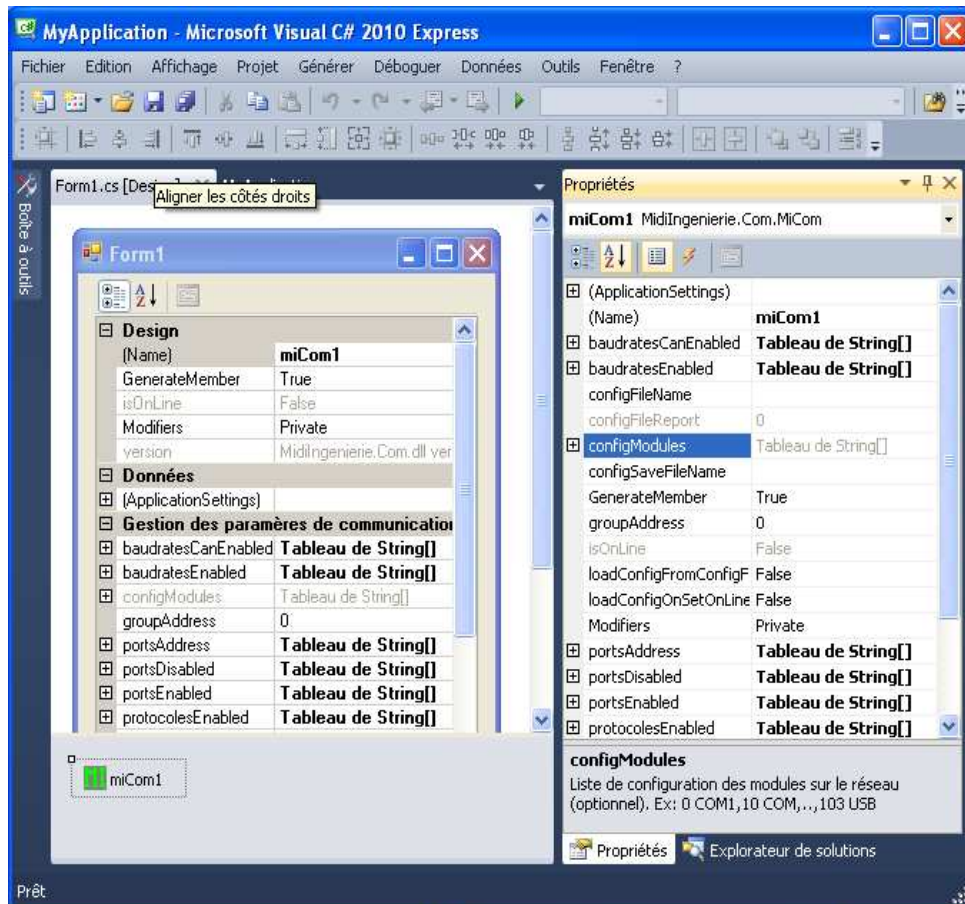 MyApplication - Microsoft Visual C# 2010 Express
Fichier Edition Affichage Projet Générer Déboguer Données Outils Fenêtre ?
Boîte à outils
Form1.cs [Des
Aligner les côtés droits
Form1
Design
(Name) miCom1
GenerateMember True
isOnLine False
Modifiers Private
version MidiIngenierie.Com.dll ver
Données
(ApplicationSettings)
Gestion des paramères de communication
baudratesCanEnabled Tableau de String[]
baudratesEnabled Tableau de String[]
configModules Tableau de String[]
groupAddress 0
portsAddress Tableau de String[]
portsDisabled Tableau de String[]
portsEnabled Tableau de String[]
protocolesEnabled Tableau de String[]
miCom1
Propriétés
miCom1 MidiIngenierie.Com.MiCom
(ApplicationSettings)
(Name) miCom1
baudratesCanEnabled Tableau de String[]
baudratesEnabled Tableau de String[]
configFileName
configFileReport 0
configModules Tableau de String[]
configSaveFileName
GenerateMember True
groupAddress 0
isOnLine False
loadConfigFromConfigF False
loadConfigOnSetOnLine False
Modifiers Private
portsAddress Tableau de String[]
portsDisabled Tableau de String[]
portsEnabled Tableau de String[]
protocolesEnabled Tableau de String[]
configModules
Liste de configuration des modules sur le réseau
(optionnel). Ex: 0 COM1,10 COM,..,103 USB
Propriétés Explorateur de solutions
Prêt